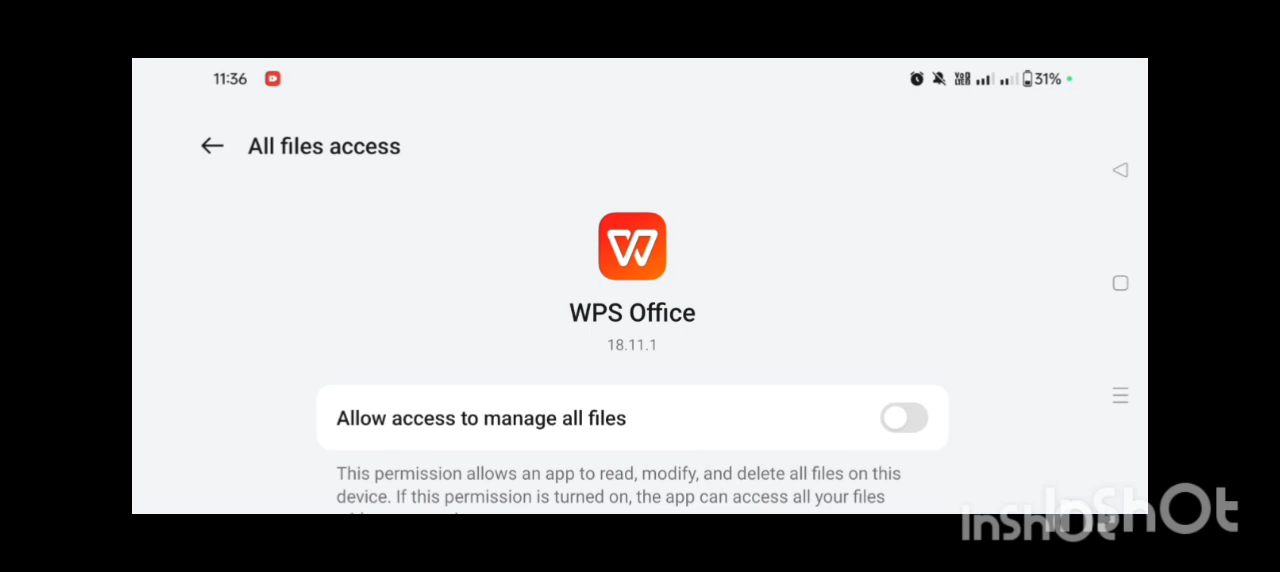 11:36
VoD 31%
All files access
WPS Office
18.11.1
Allow access to manage all files
This permission allows an app to read, modify, and delete all files on this
device. If this permission is turned on, the app can access all your files
InShOt
InShOt